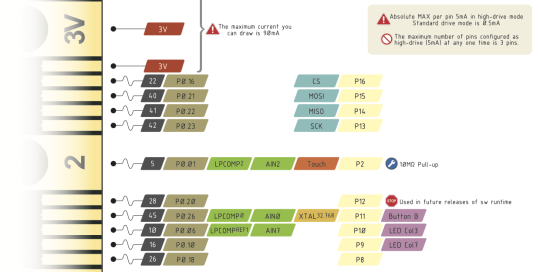 Absolute MAX per pin 5mA in high-drive mode
Standard drive mode is 0.5mA
The maximum number of pins configured as
high-drive (5mA) at any one time is 3 pins.
3V
3V
The maximum current you
can draw is 90mA
3V
22 P0.16 CS P16
40 P0.21 MOSI P15
41 P0.22 MISO P14
42 P0.23 SCK P13
2
5 P0.01 LPCOMP7 AIN2 Touch P2 10MΩ Pull-up
28 P0.20 P12 STOP Used in future releases of sw runtime
45 P0.26 LPCOMP0 AIN0 XTAL32.768 P11 Button B
10 P0.06 LPCOMPREF1 AIN7 P10 LED Col3
16 P0.10 P9 LED Col7
26 P0.18 P8